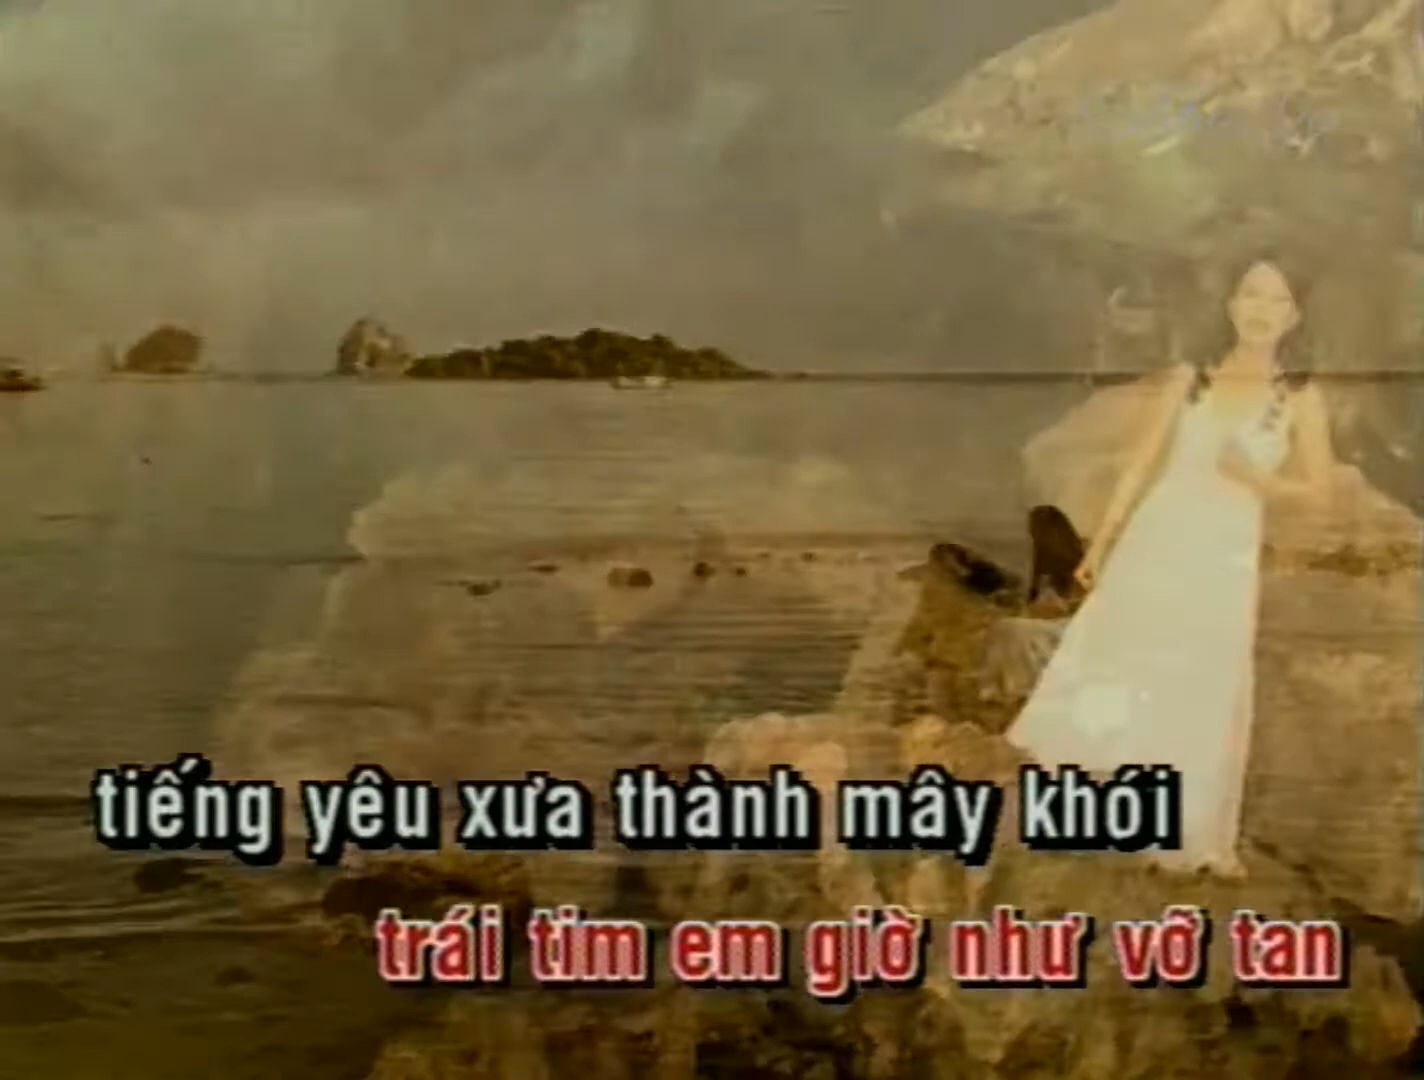 tiếng yêu xưa thành mây khói
trái tim em giờ như vỡ tan